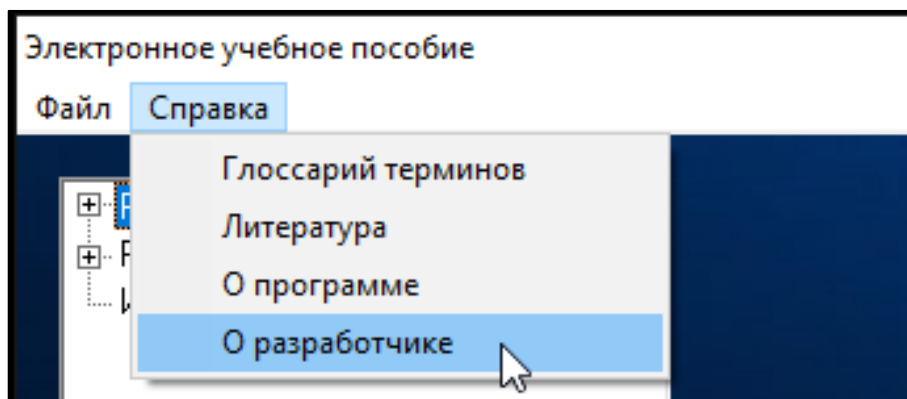 Электронное учебное пособие
Файл Справка
Глоссарий терминов
Литература
О программе
О разработчике